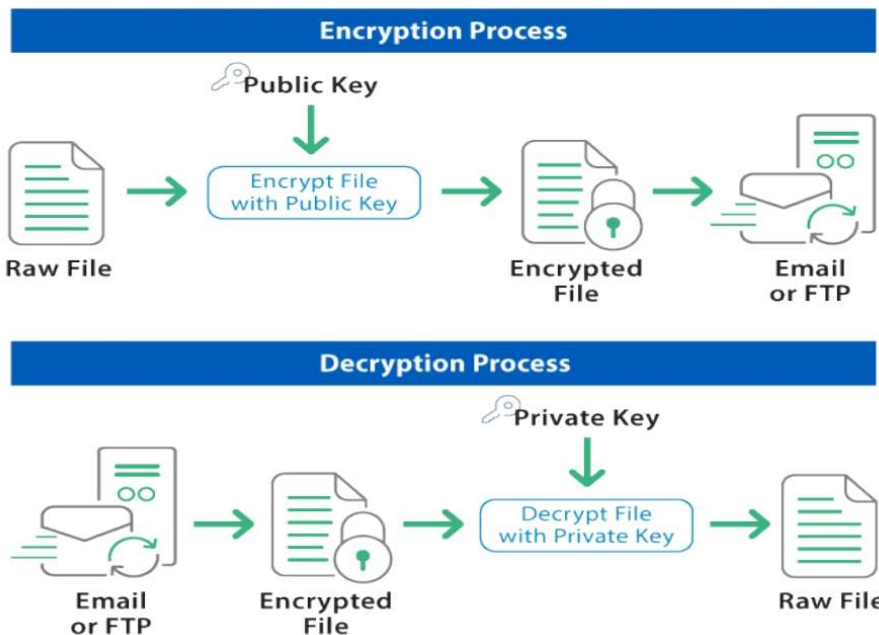 Encryption Process
Public Key
Encrypt File
with Public Key
Raw File
Encrypted
File
Email
or FTP
Decryption Process
Private Key
Decrypt File
with Private Key
Email
or FTP
Encrypted
File
Raw File